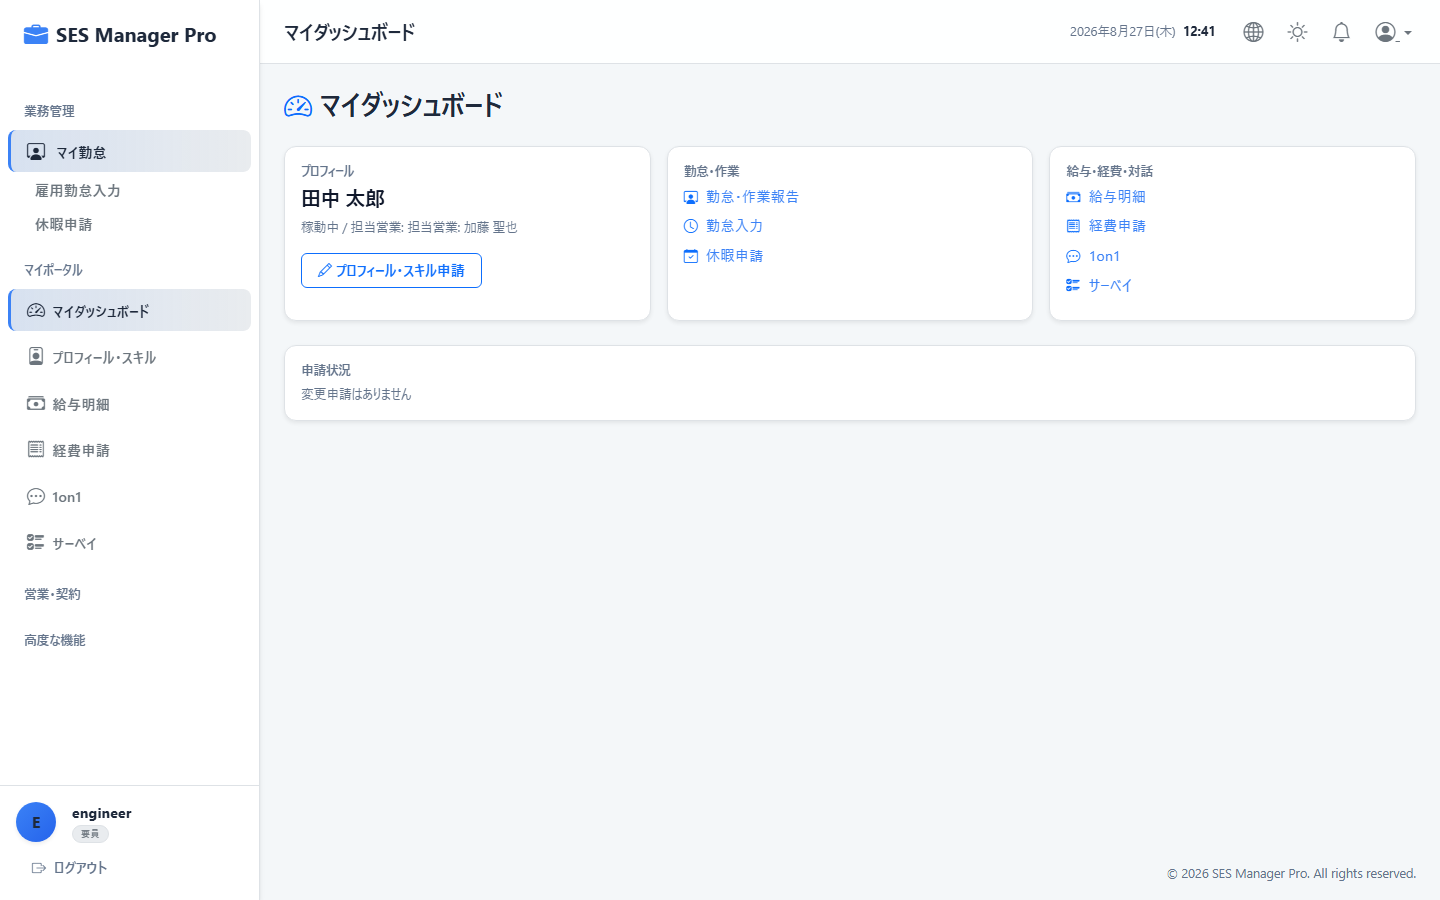 SES Manager Pro
マイダッシュボード
2026年8月27日(木) 12:41
業務管理
マイ勤怠
雇用勤怠入力
休暇申請
マイポータル
マイダッシュボード
プロフィール・スキル
給与明細
経費申請
1on1
サーベイ
営業・契約
高度な機能
E
engineer
要員
ログアウト
マイダッシュボード
プロフィール
田中 太郎
稼動中 / 担当営業: 担当営業: 加藤 聖也
プロフィール・スキル申請
勤怠・作業
勤怠・作業報告
勤怠入力
休暇申請
給与・経費・対話
給与明細
経費申請
1on1
サーベイ
申請状況
変更申請はありません
© 2026 SES Manager Pro. All rights reserved.